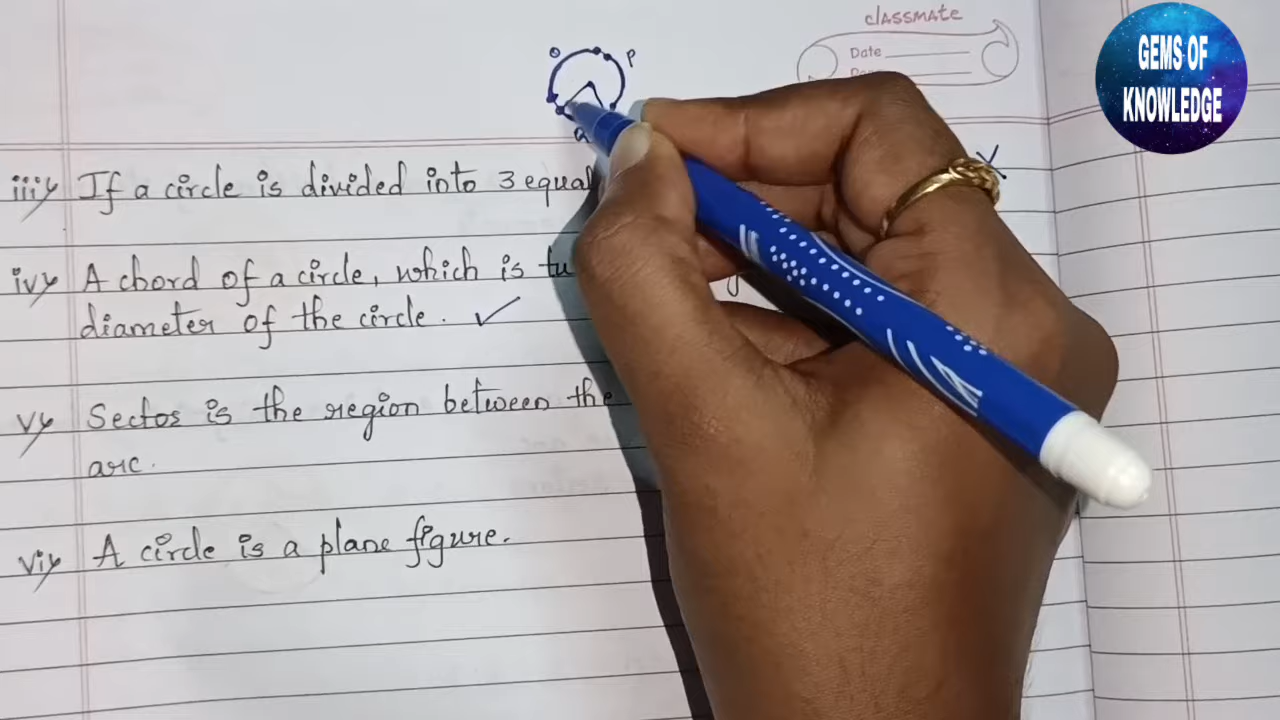 classmate
Date
GEMS OF
KNOWLEDGE
P
iii) If a circle is divided into 3 equal
iv) A chord of a circle, which is
diameter of the circle. ✓
v) Sector is the region between the
arc.
vi) A circle is a plane figure.